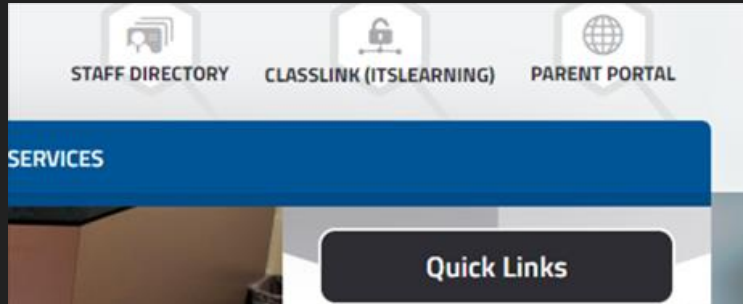 STAFF DIRECTORY CLASSLINK (ITSLEARNING) PARENT PORTAL
SERVICES
Quick Links